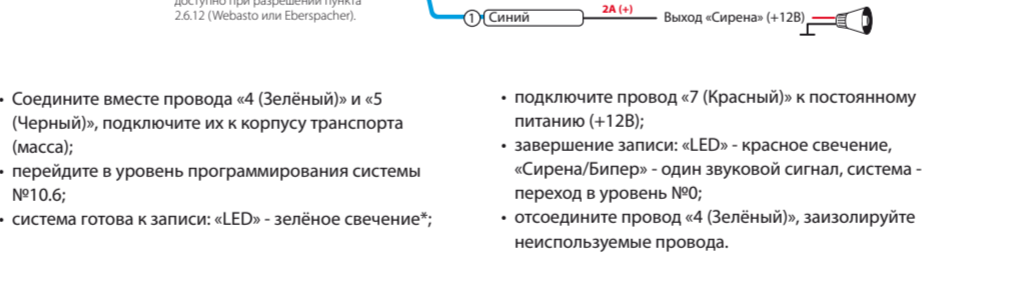 доступно при разрешении пункта
2.6.12 (Webasto или Eberspacher).
1 Синий 2А (+) Выход «Сирена» (+12В)
• Соедините вместе провода «4 (Зелёный)» и «5
(Черный)», подключите их к корпусу транспорта
(масса);
• перейдите в уровень программирования системы
№10.6;
• система готова к записи: «LED» - зелёное свечение*;
• подключите провод «7 (Красный)» к постоянному
питанию (+12В);
• завершение записи: «LED» - красное свечение,
«Сирена/Бипер» - один звуковой сигнал, система -
переход в уровень №0;
• отсоедините провод «4 (Зелёный)», заизолируйте
неиспользуемые провода.